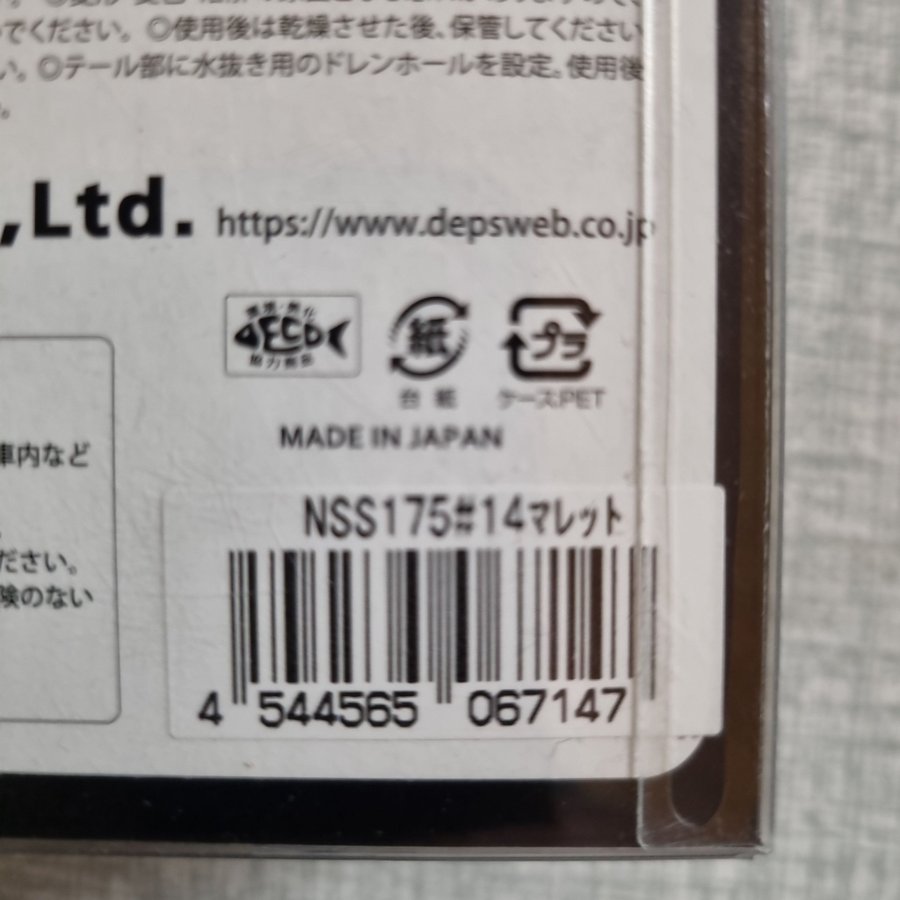 でください。◎使用後は乾燥させた後、保管してください
い。◎テール部に水抜き用のドレンホールを設定。使用後
,Ltd. https://www.depsweb.co.jp
ECO
紙
プラ
台紙
ケース:PET
MADE IN JAPAN
車内など
ださい。
険のない
NSS175#14マレット
4 544565 067147